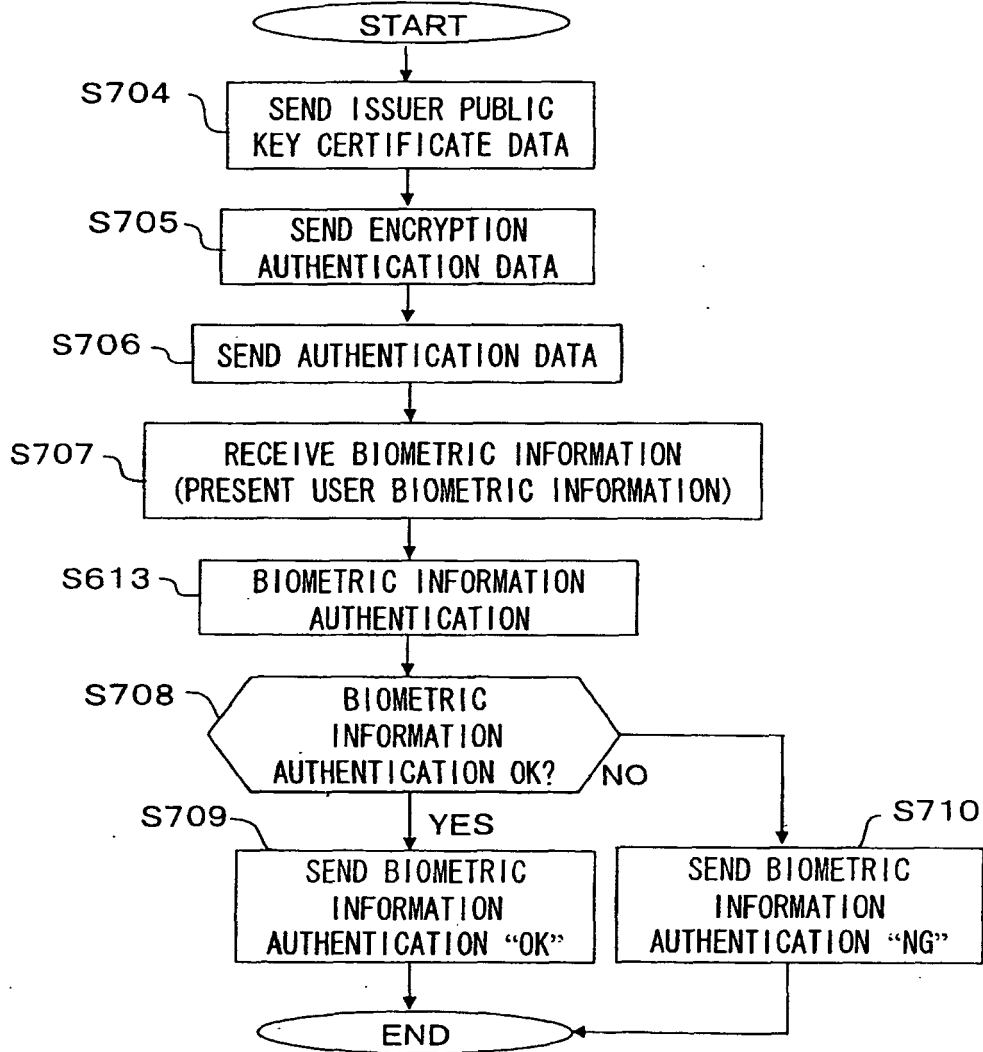 START
S704
SEND ISSUER PUBLIC
KEY CERTIFICATE DATA
S705
SEND ENCRYPTION
AUTHENTICATION DATA
S706
SEND AUTHENTICATION DATA
S707
RECEIVE BIOMETRIC INFORMATION
(PRESENT USER BIOMETRIC INFORMATION)
S613
BIOMETRIC INFORMATION
AUTHENTICATION
S708
BIOMETRIC
INFORMATION
AUTHENTICATION OK?
NO
YES
S709
SEND BIOMETRIC
INFORMATION
AUTHENTICATION “OK”
S710
SEND BIOMETRIC
INFORMATION
AUTHENTICATION “NG”
END